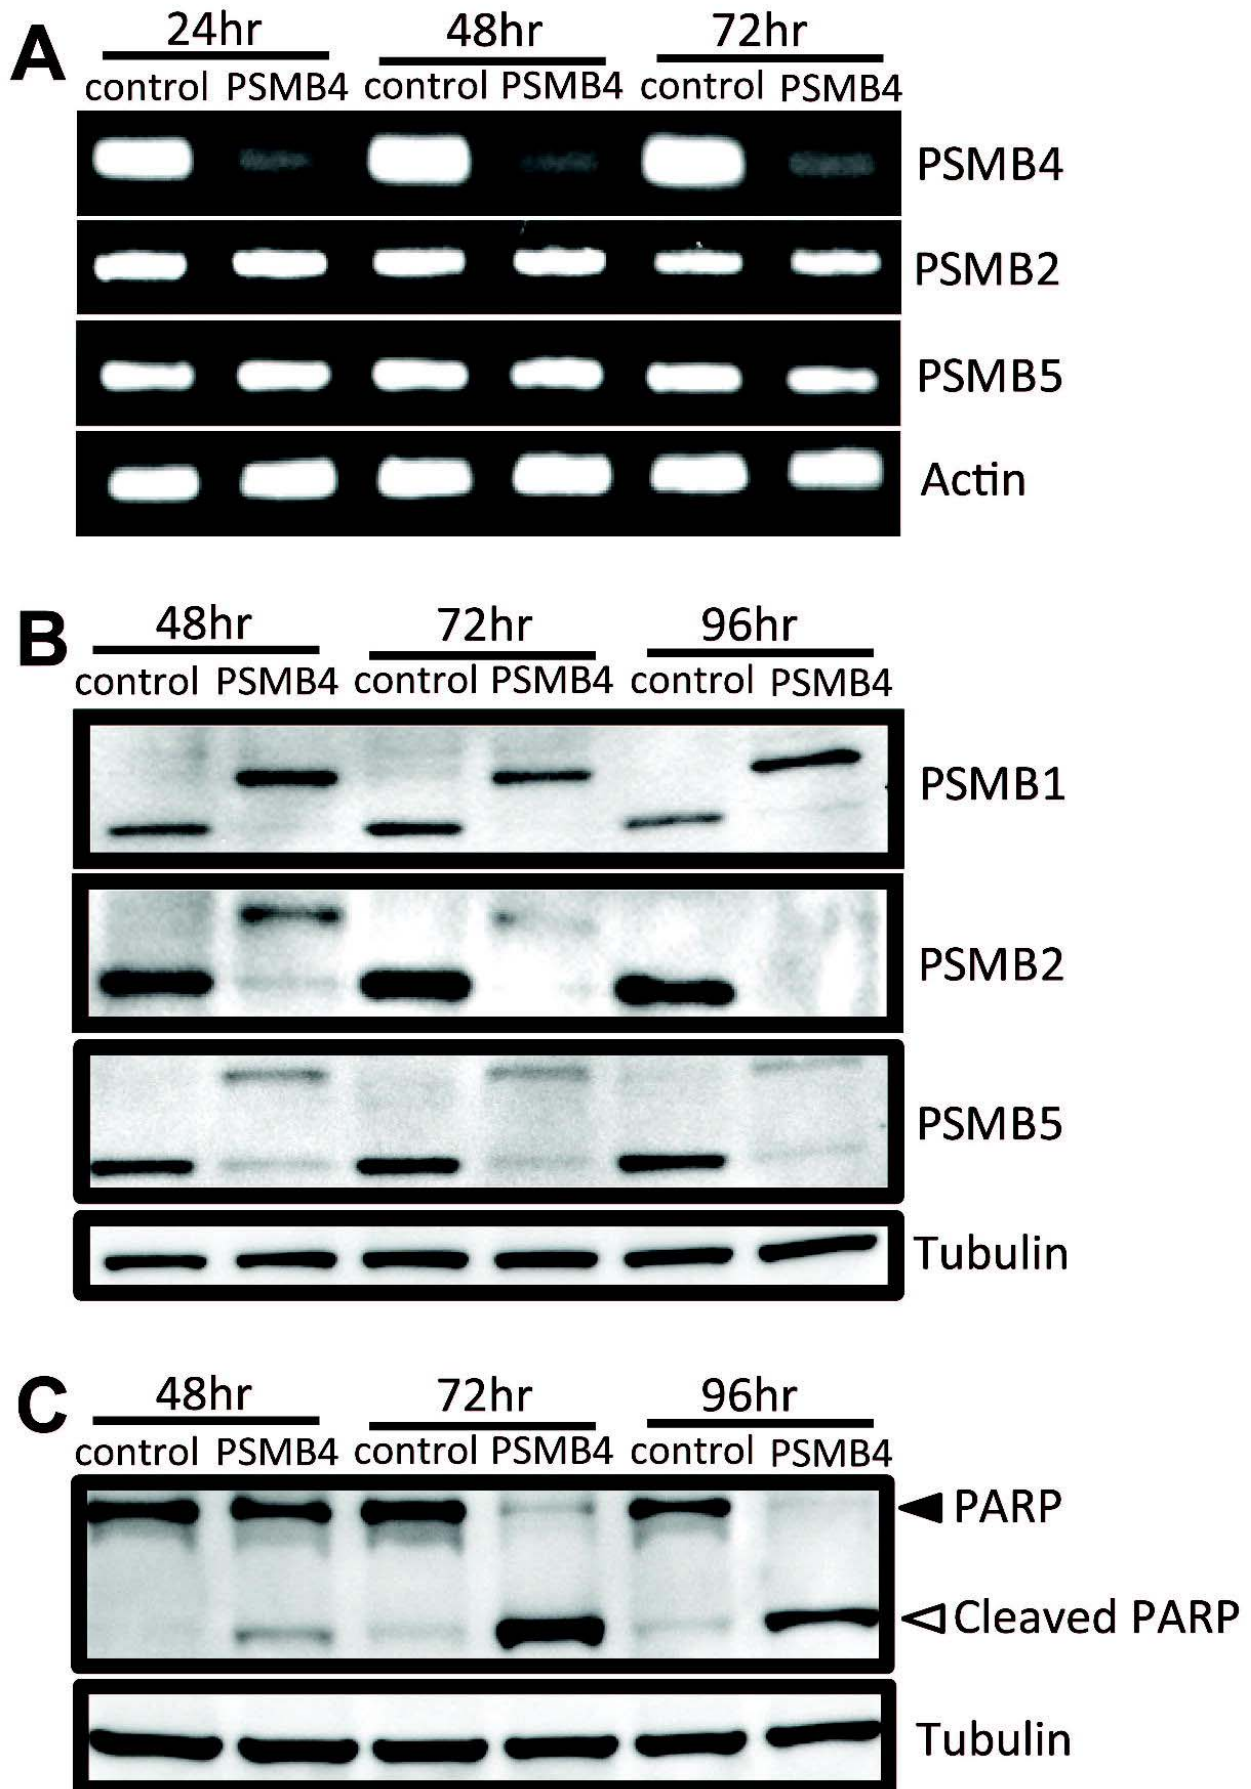 A 24hr 48hr 72hr
control PSMB4 control PSMB4 control PSMB4
PSMB4
PSMB2
PSMB5
Actin
B 48hr 72hr 96hr
control PSMB4 control PSMB4 control PSMB4
PSMB1
PSMB2
PSMB5
Tubulin
C 48hr 72hr 96hr
control PSMB4 control PSMB4 control PSMB4
PARP
Cleaved PARP
Tubulin